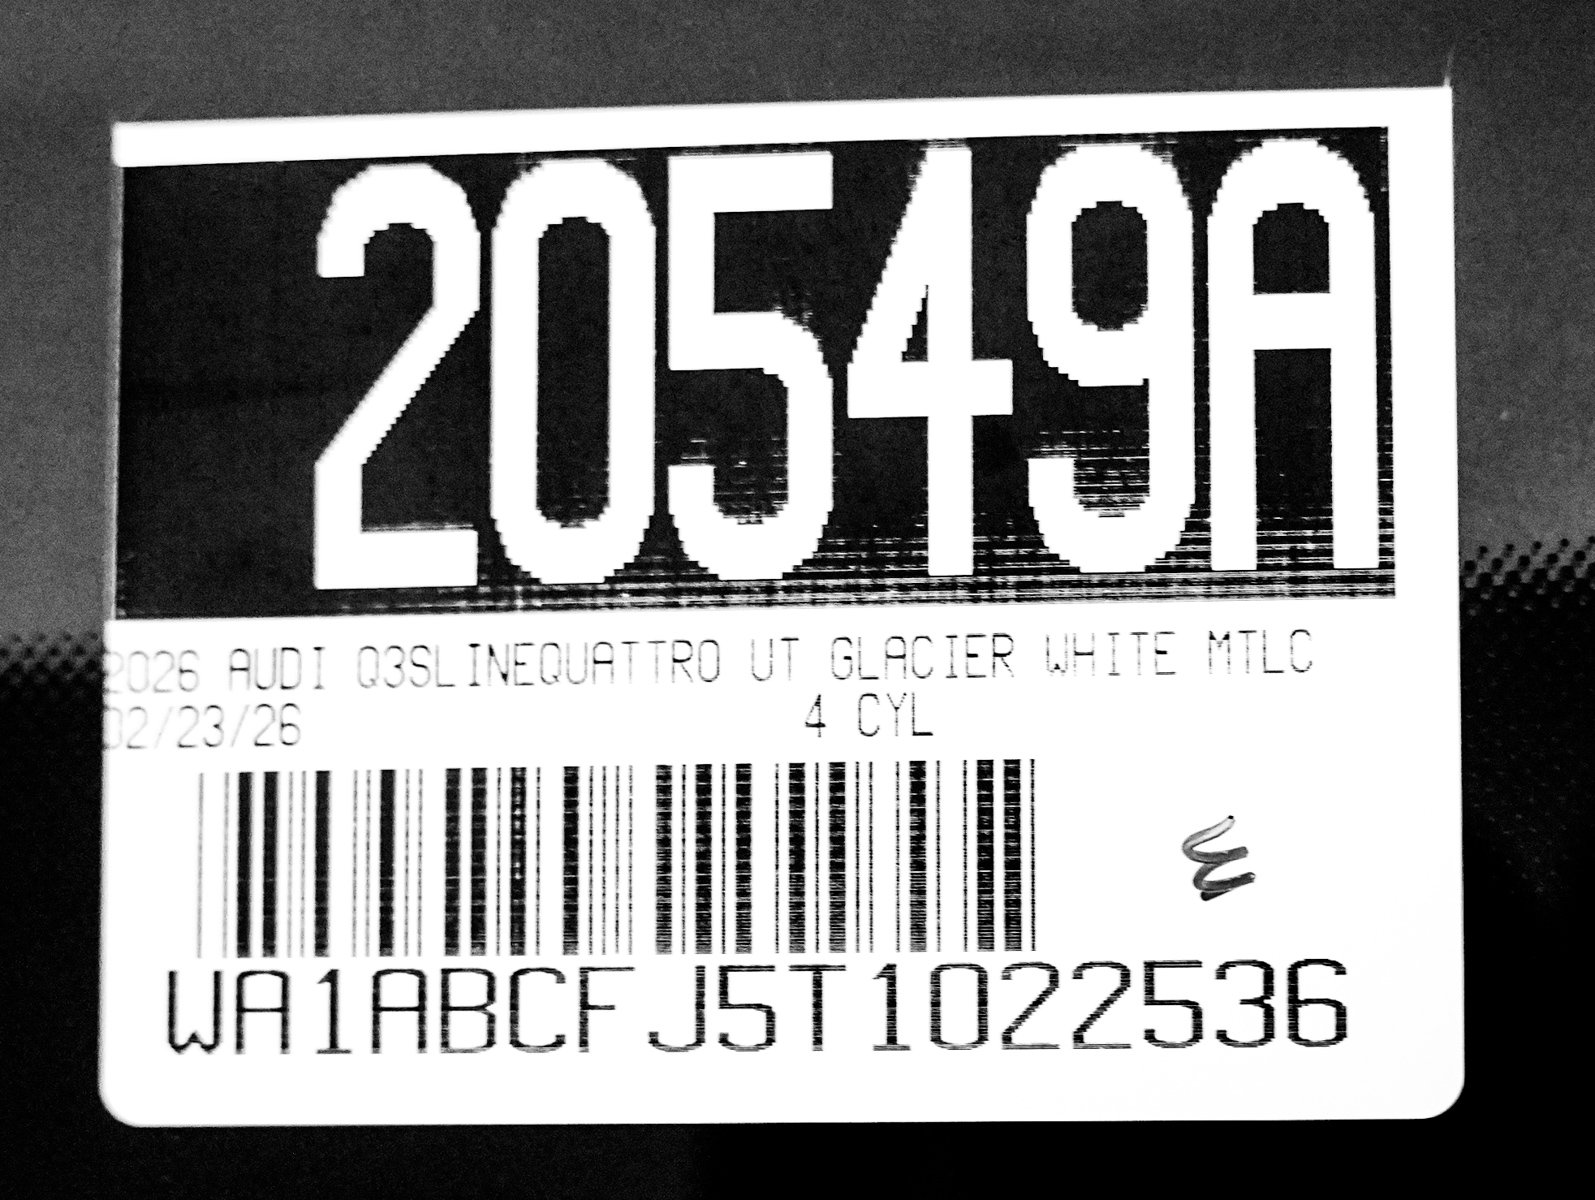 20549A
2026 AUDI Q3SLINEQUATTRO UT GLACIER WHITE MTLC
02/23/26 4 CYL
WA1ABCFJ5T1022536